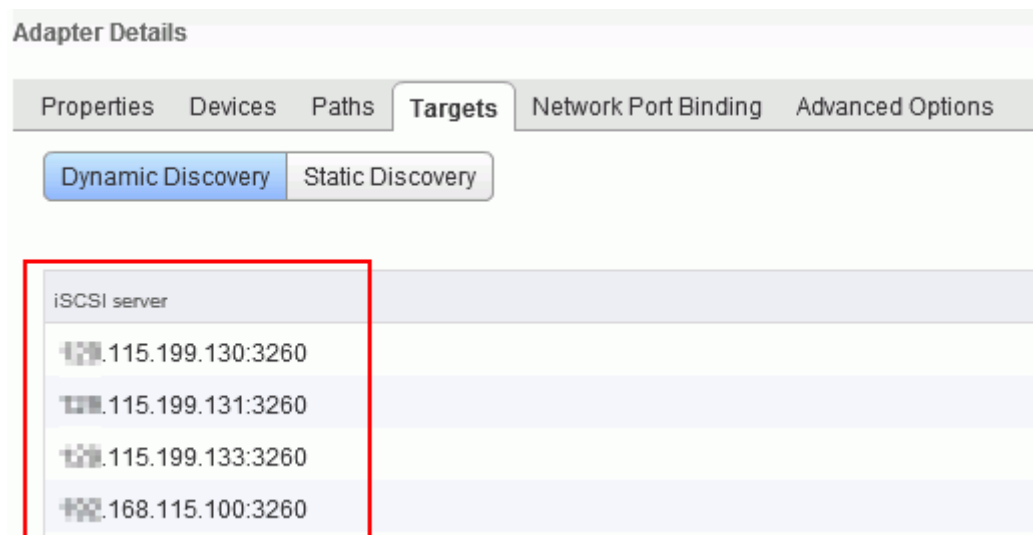 Adapter Details
Properties Devices Paths Targets Network Port Binding Advanced Options
Dynamic Discovery Static Discovery
iSCSI server
.115.199.130:3260
.115.199.131:3260
.115.199.133:3260
.168.115.100:3260